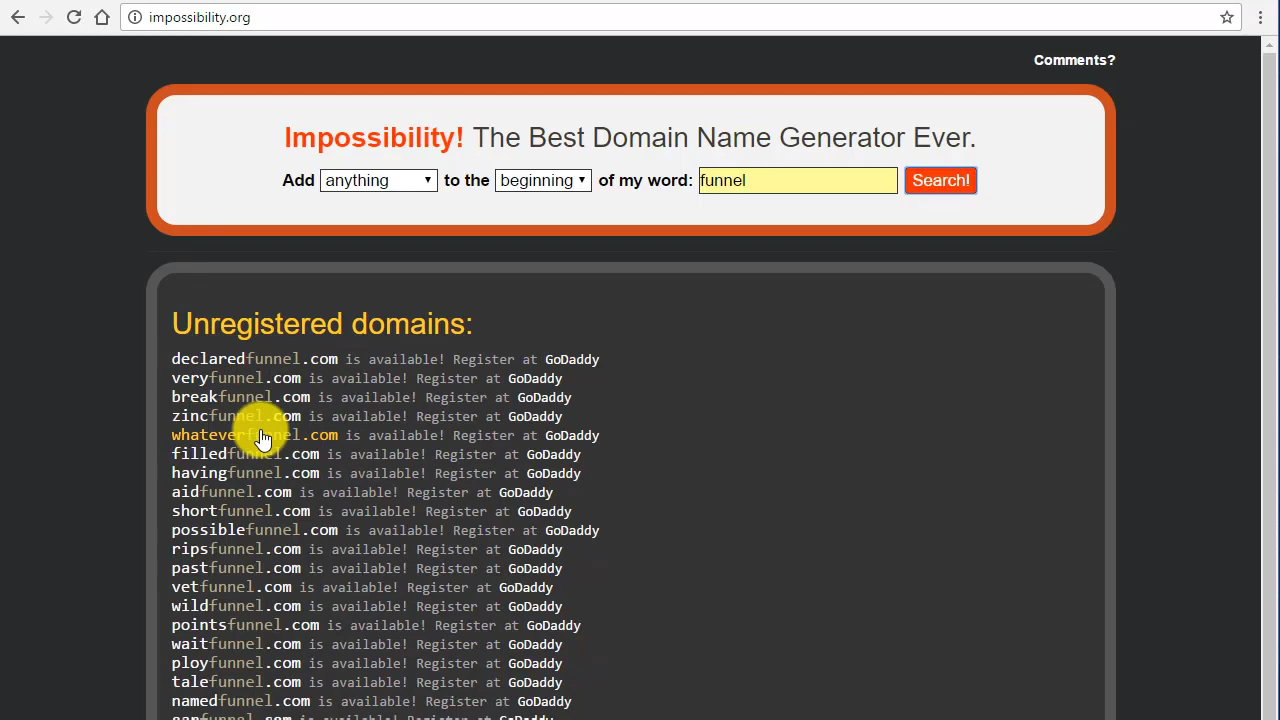 impossibility.org
Comments?
Impossibility! The Best Domain Name Generator Ever.
Add anything to the beginning of my word: funnel Search!
Unregistered domains:
declaredfunnel.com is available! Register at GoDaddy
veryfunnel.com is available! Register at GoDaddy
breakfunnel.com is available! Register at GoDaddy
zincfunnel.com is available! Register at GoDaddy
whateverfunnel.com is available! Register at GoDaddy
filledfunnel.com is available! Register at GoDaddy
havingfunnel.com is available! Register at GoDaddy
aidfunnel.com is available! Register at GoDaddy
shortfunnel.com is available! Register at GoDaddy
possiblefunnel.com is available! Register at GoDaddy
ripsfunnel.com is available! Register at GoDaddy
pastfunnel.com is available! Register at GoDaddy
vetfunnel.com is available! Register at GoDaddy
wildfunnel.com is available! Register at GoDaddy
pointsfunnel.com is available! Register at GoDaddy
waitfunnel.com is available! Register at GoDaddy
ployfunnel.com is available! Register at GoDaddy
talefunnel.com is available! Register at GoDaddy
namedfunnel.com is available! Register at GoDaddy
is available! Register at GoDaddy